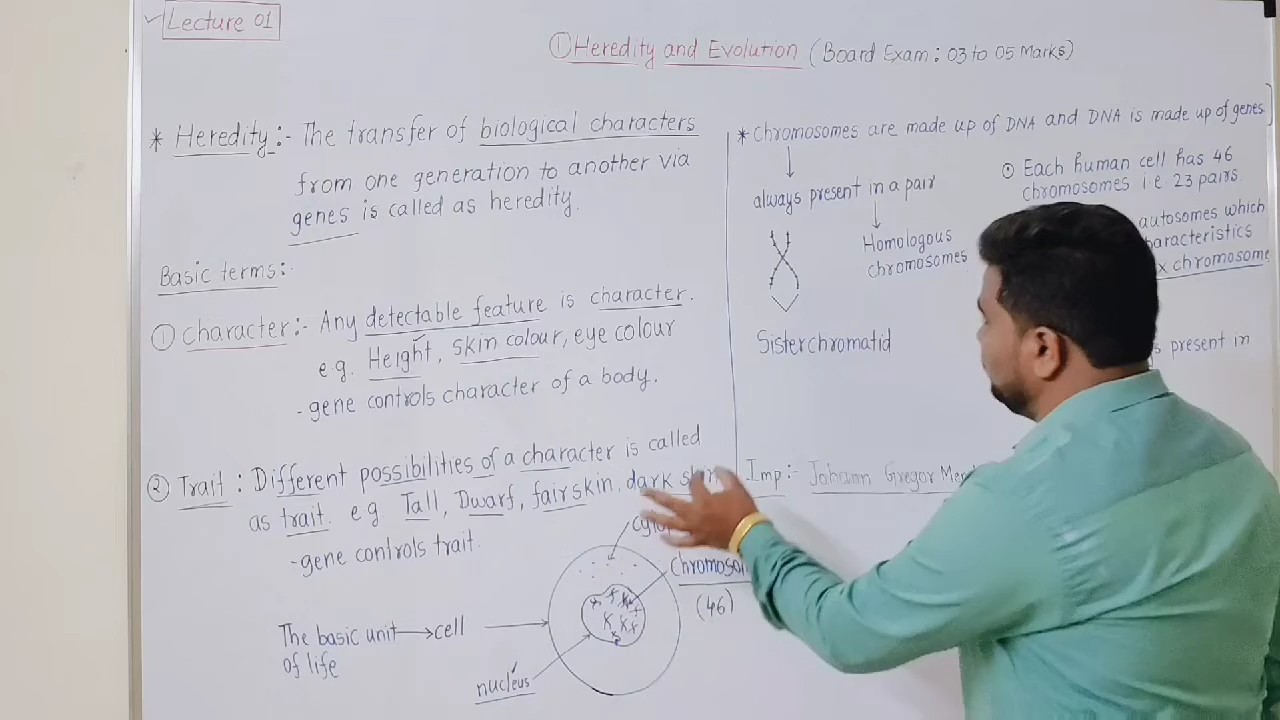 Lecture 01
① Heredity and Evolution (Board Exam: 03 to 05 Marks)
* Heredity :- The transfer of biological characters
from one generation to another via
genes is called as heredity.
Basic terms:-
① Character:- Any detectable feature is character.
e.g. Height, skin colour, eye colour
- gene controls character of a body.
② Trait : Different possibilities of a character is called
as trait. e.g Tall, Dwarf, fairskin, dark
- gene controls trait.
The basic unit → cell
of life
nucleus
(46)
* Chromosomes are made up of DNA and DNA is made up of genes]
always present in a pair
Homologous
chromosomes
Sisterchromatid
⊙ Each human cell has 46
chromosomes i.e 23 pairs.
autosomes which
x chromosome
present in
Imp:- Johann Gregor